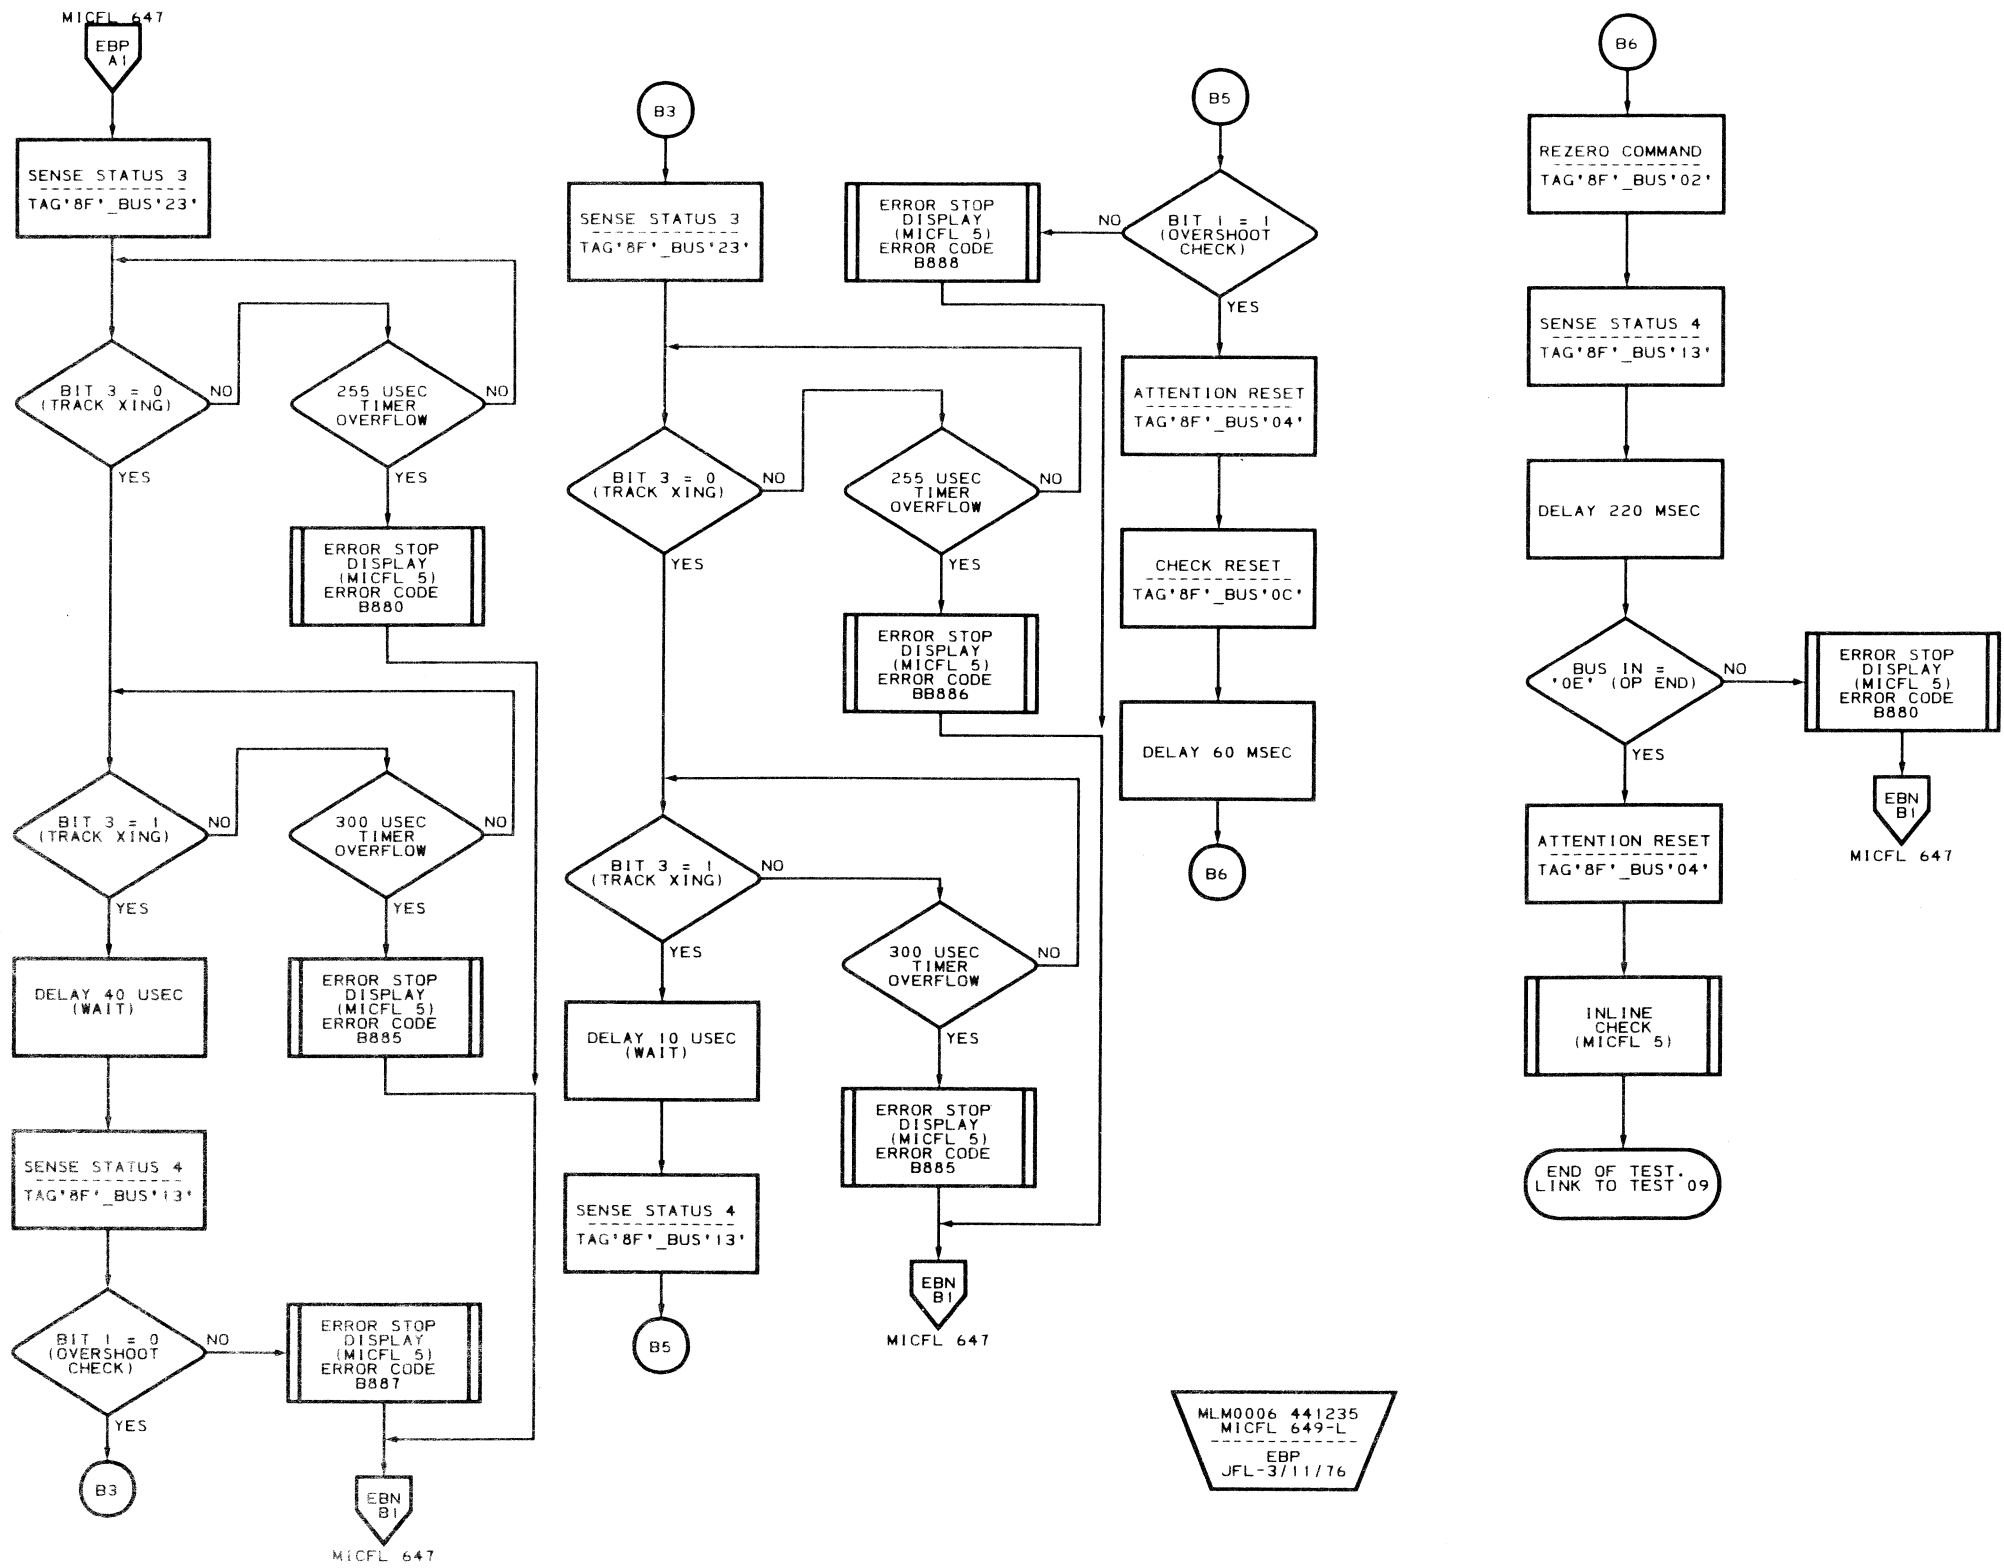 MICFL 647
EBP
A1
SENSE STATUS 3
TAG'8F'_BUS'23'
BIT 3 = 0
(TRACK XING)
NO
YES
255 USEC
TIMER
OVERFLOW
NO
YES
ERROR STOP
DISPLAY
(MICFL 5)
ERROR CODE
B880
BIT 3 = 1
(TRACK XING)
NO
YES
300 USEC
TIMER
OVERFLOW
NO
YES
ERROR STOP
DISPLAY
(MICFL 5)
ERROR CODE
B885
DELAY 40 USEC
(WAIT)
SENSE STATUS 4
TAG'8F'_BUS'13'
BIT 1 = 0
(OVERSHOOT
CHECK)
NO
YES
ERROR STOP
DISPLAY
(MICFL 5)
ERROR CODE
B887
B3
EBN
B1
MICFL 647
B3
SENSE STATUS 3
TAG'8F'_BUS'23'
BIT 3 = 0
(TRACK XING)
NO
YES
255 USEC
TIMER
OVERFLOW
NO
YES
ERROR STOP
DISPLAY
(MICFL 5)
ERROR CODE
BB886
BIT 3 = 1
(TRACK XING)
NO
YES
300 USEC
TIMER
OVERFLOW
NO
YES
ERROR STOP
DISPLAY
(MICFL 5)
ERROR CODE
B885
DELAY 10 USEC
(WAIT)
SENSE STATUS 4
TAG'8F'_BUS'13'
B5
EBN
B1
MICFL 647
B5
BIT 1 = 1
(OVERSHOOT
CHECK)
NO
YES
ERROR STOP
DISPLAY
(MICFL 5)
ERROR CODE
B888
ATTENTION RESET
TAG'8F'_BUS'04'
CHECK RESET
TAG'8F'_BUS'0C'
DELAY 60 MSEC
B6
B6
REZERO COMMAND
TAG'8F'_BUS'02'
SENSE STATUS 4
TAG'8F'_BUS'13'
DELAY 220 MSEC
BUS IN =
'0E' (OP END)
NO
YES
ERROR STOP
DISPLAY
(MICFL 5)
ERROR CODE
B880
EBN
B1
MICFL 647
ATTENTION RESET
TAG'8F'_BUS'04'
INLINE
CHECK
(MICFL 5)
END OF TEST.
LINK TO TEST'09
MLM0006 441235
MICFL 649-L
EBP
JFL-3/11/76